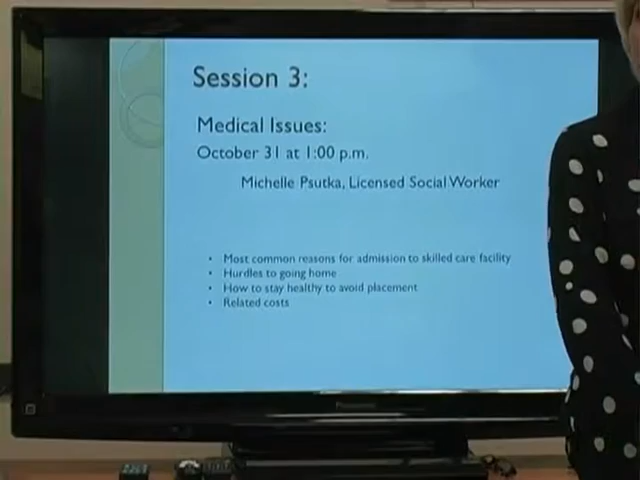 Session 3:
Medical Issues:
October 31 at 1:00 p.m.
Michelle Psutka, Licensed Social Worker
• Most common reasons for admission to skilled care facility
• Hurdles to going home
• How to stay healthy to avoid placement
• Related costs
Panasonic